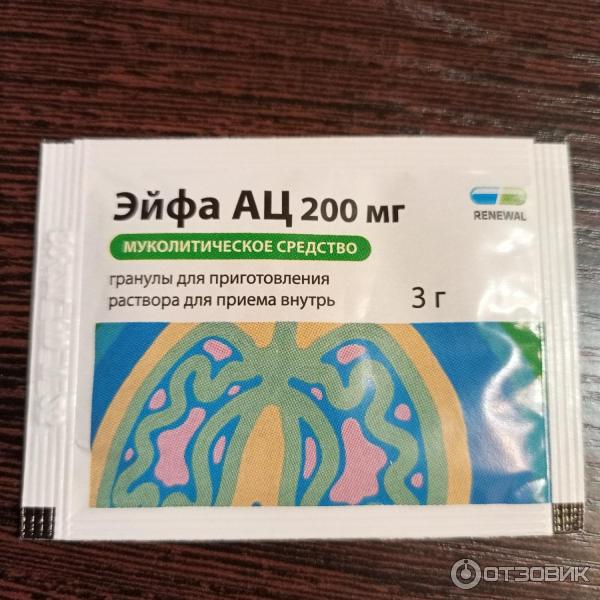 Эйфа АЦ 200 мг
RENEWAL
МУКОЛИТИЧЕСКОЕ СРЕДСТВО
гранулы для приготовления
раствора для приема внутрь
3 г
ОТЗОВИК